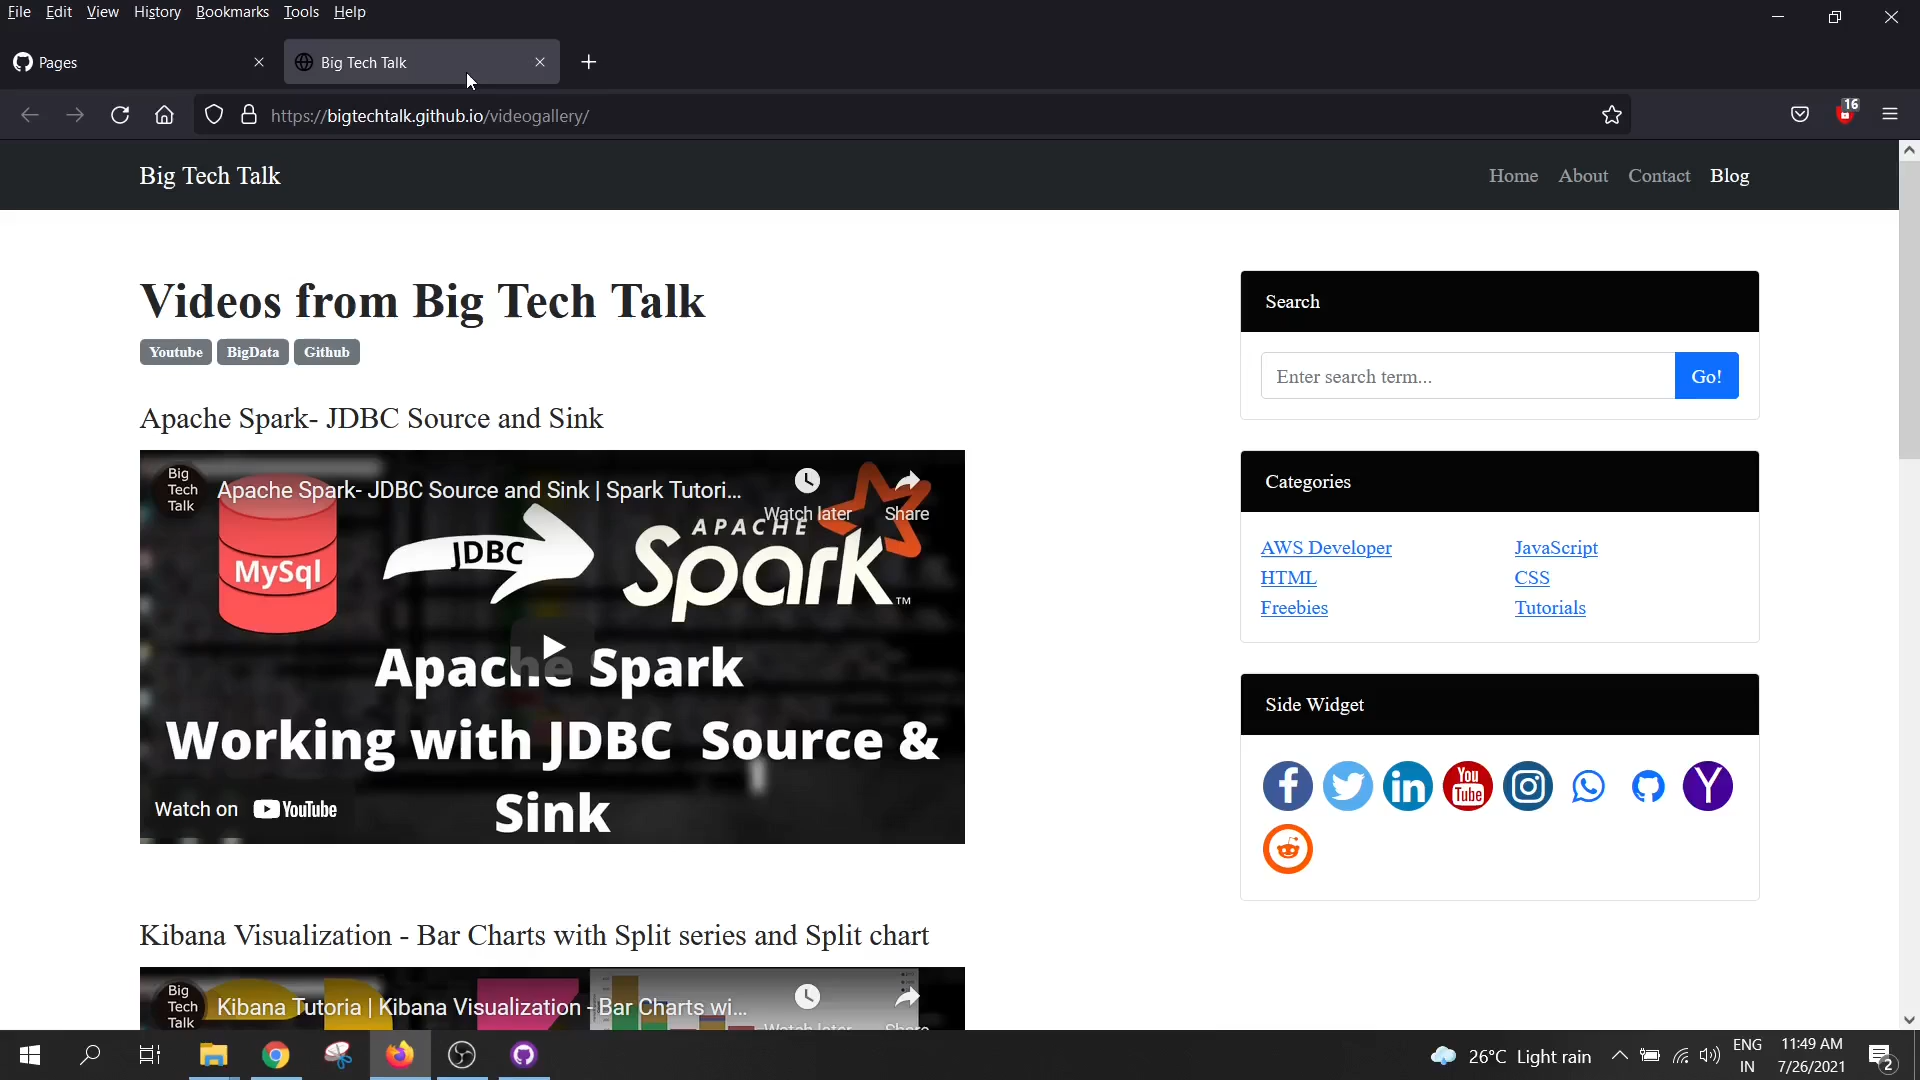 File Edit View History Bookmarks Tools Help
Pages
Big Tech Talk
16
https://bigtechtalk.github.io/videogallery/
Big Tech Talk
Home About Contact Blog
Videos from Big Tech Talk
Youtube BigData Github
Apache Spark- JDBC Source and Sink
Big Tech Talk
Apache Spark- JDBC Source and Sink | Spark Tutori...
Watch later
Share
MySql
JDBC
APACHE
Spark™
Apache Spark
Working with JDBC Source &
Sink
Watch on YouTube
Kibana Visualization - Bar Charts with Split series and Split chart
Big Tech Talk
Kibana Tutoria | Kibana Visualization - Bar Charts wi...
Watch later
Share
Search
Enter search term...
Go!
Categories
AWS Developer
JavaScript
HTML
CSS
Freebies
Tutorials
Side Widget
You
Tube
26°C Light rain
ENG
IN
11:49 AM
7/26/2021
2